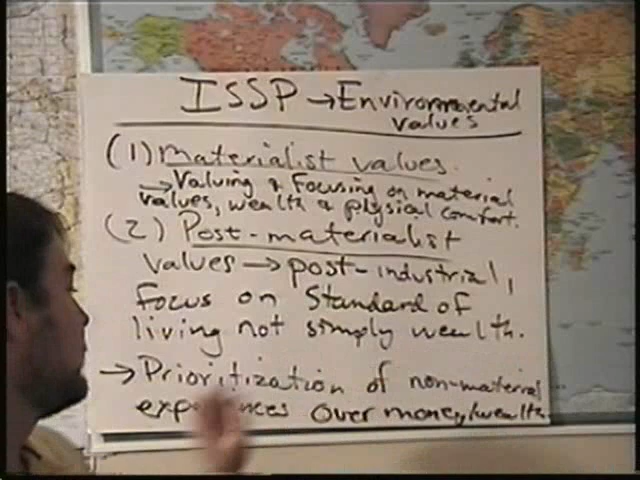 ISSP → Environmental
values
(1) Materialist values
→ Valuing & Focusing on material
values, wealth & physical comfort.
(2) Post-materialist
values → post-industrial,
Focus on Standard of
living not simply wealth.
→ Prioritization of non-material
experiences over money/wealth.